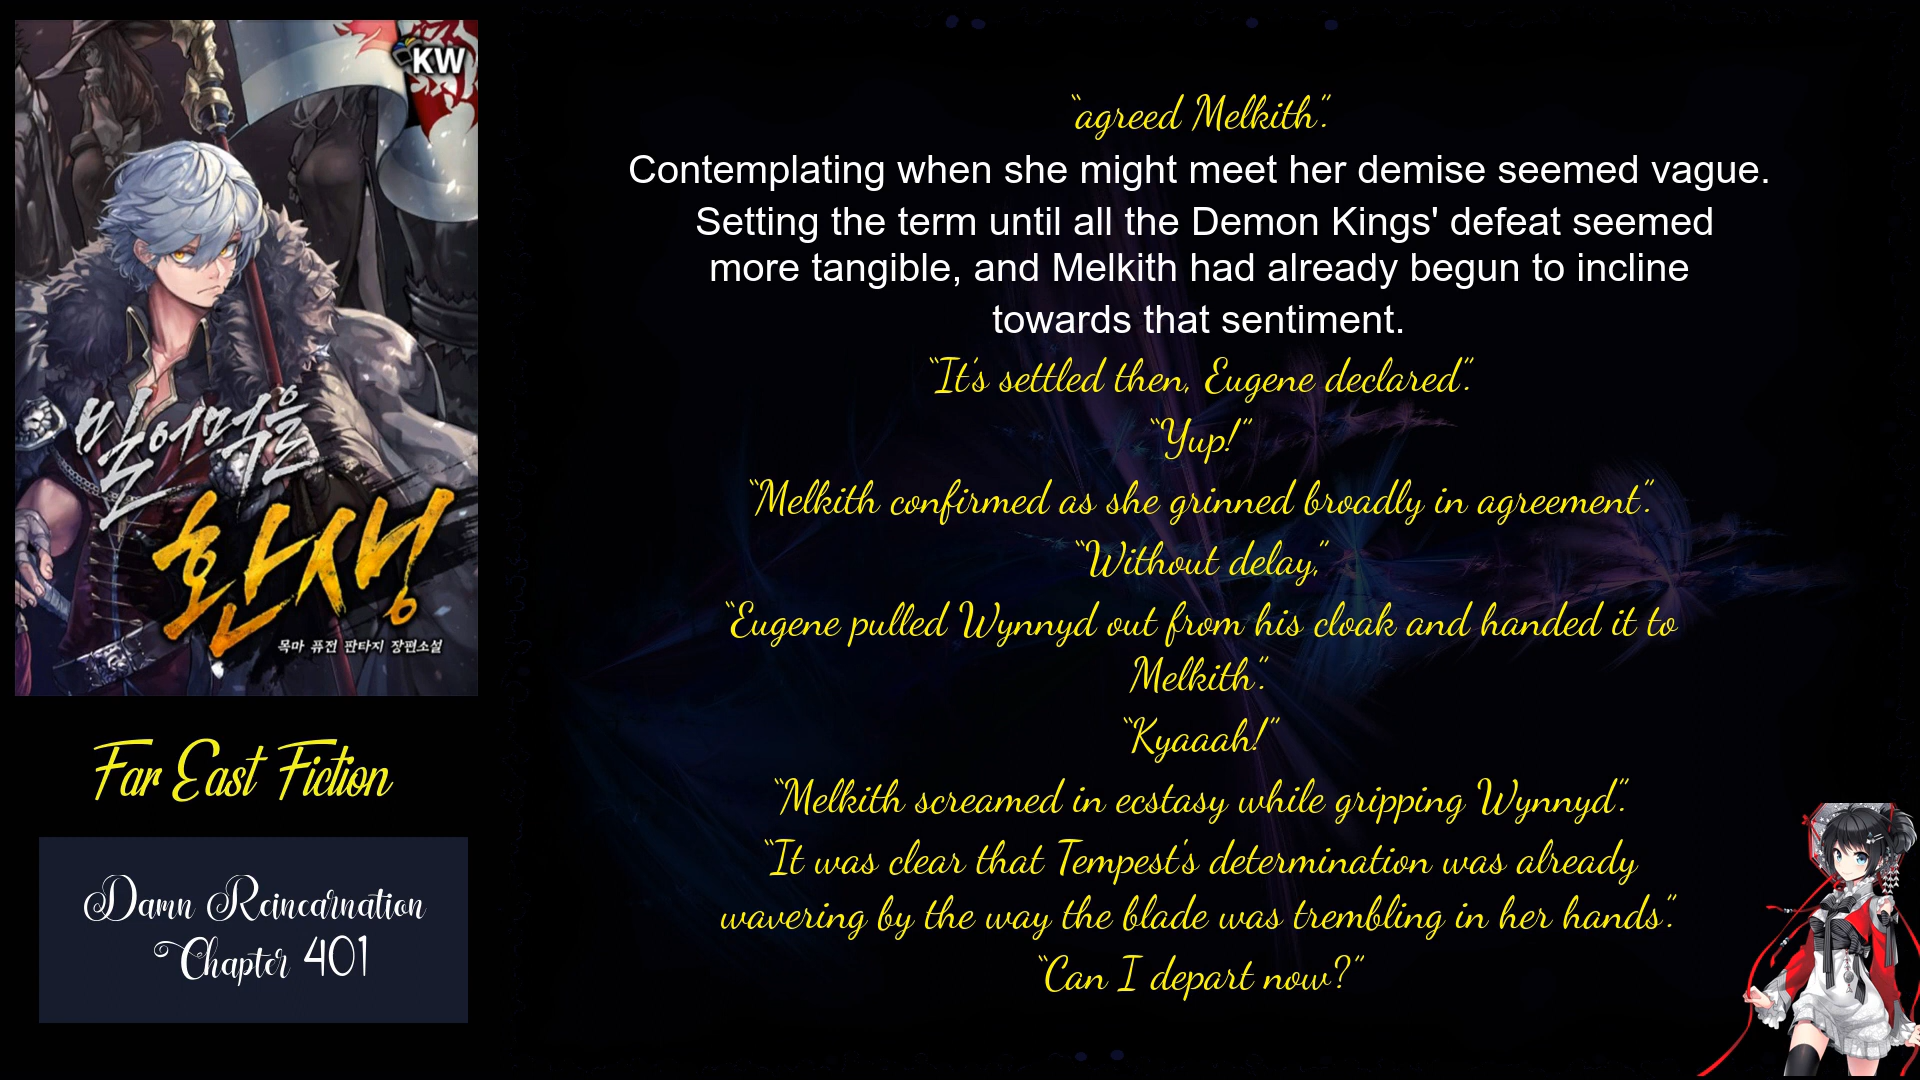 KW
빌어먹을
환생
목마 퓨전 판타지 장편소설
Far East Fiction
Damn Reincarnation
Chapter 401
“agreed Melkith”.
Contemplating when she might meet her demise seemed vague.
Setting the term until all the Demon Kings' defeat seemed
more tangible, and Melkith had already begun to incline
towards that sentiment.
“It’s settled then, Eugene declared”.
“Yup!”
“Melkith confirmed as she grinned broadly in agreement”.
“Without delay,”
“Eugene pulled Wynnyd out from his cloak and handed it to
Melkith”.
“Kyaaah!”
“Melkith screamed in ecstasy while gripping Wynnyd”.
“It was clear that Tempest’s determination was already
wavering by the way the blade was trembling in her hands”.
“Can I depart now?”